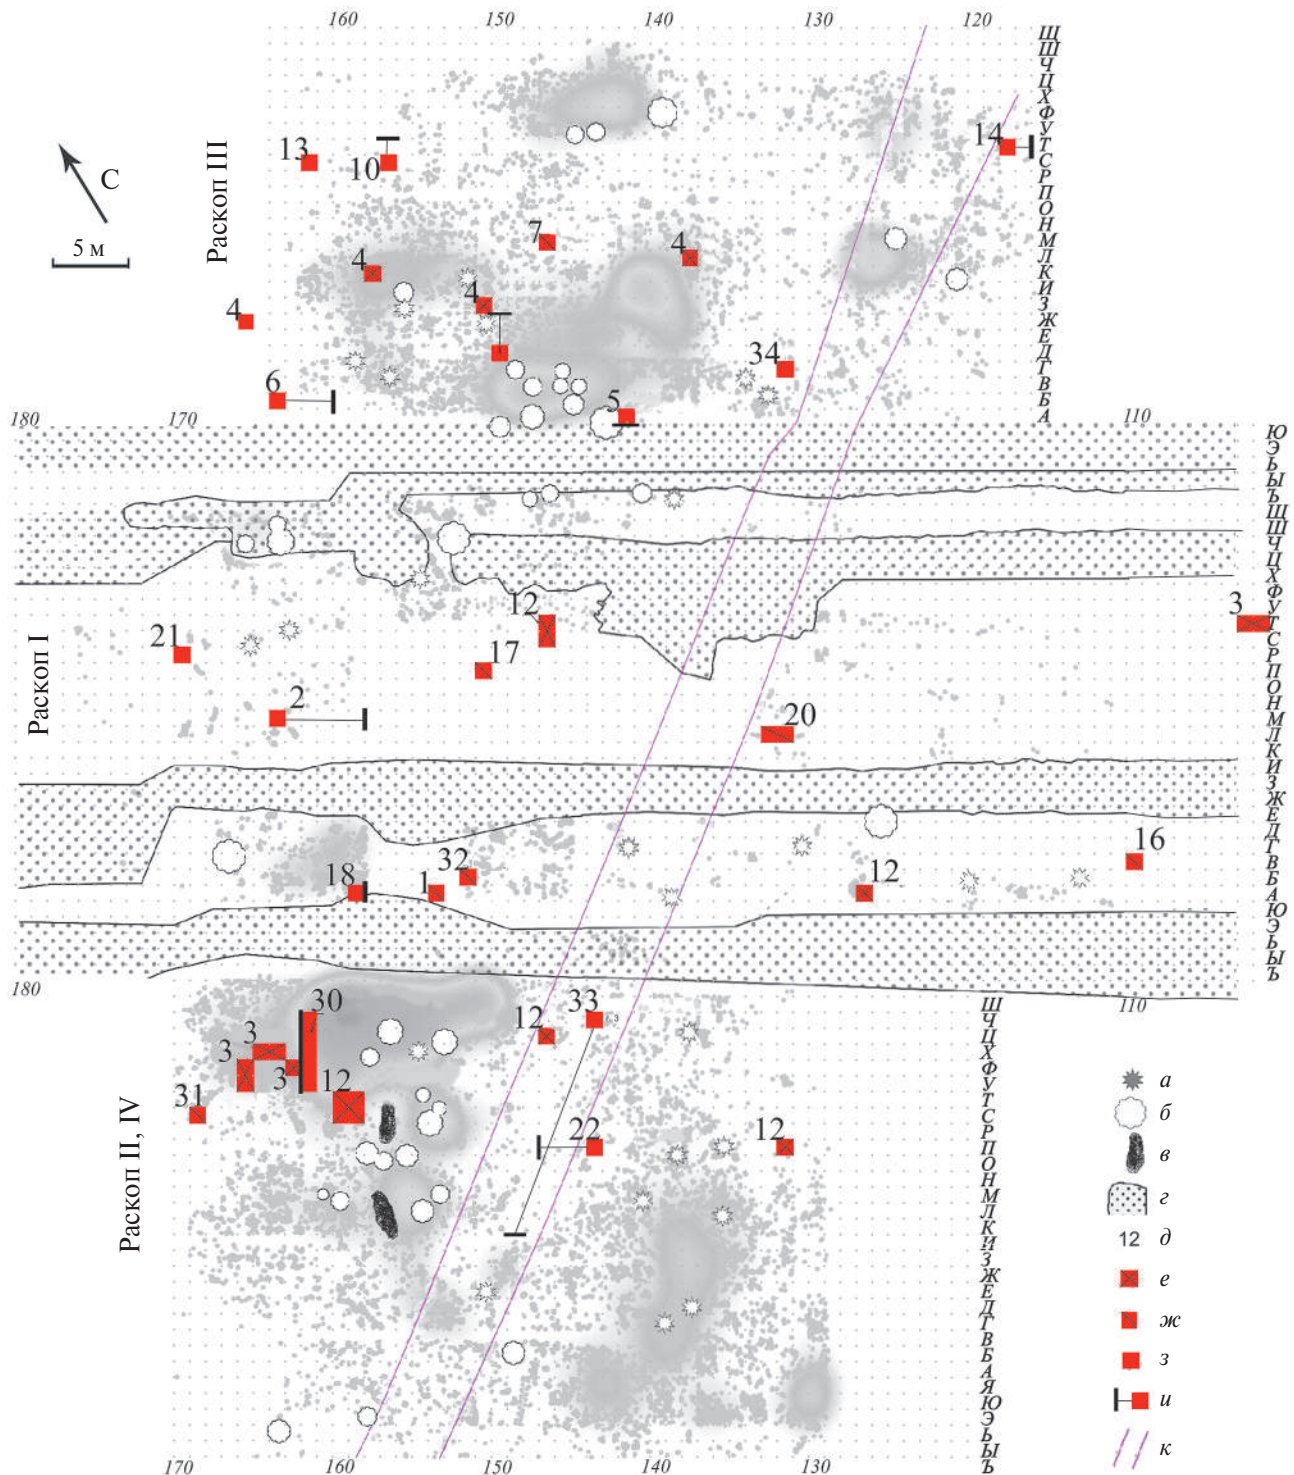 160 150 140 130 120
Щ
Ш
Ч
Ц
Х
Ф
У
Т
С
Р
П
О
Н
М
Л
К
И
З
Ж
Е
Д
Г
В
Б
А
13
10
14
С
5 м
Раскоп III
7
4
4
4
4
34
6
5
180 170 110
Ю
Э
Ь
Ы
Ъ
Щ
Ш
Ч
Ц
Х
Ф
У
Т
С
Р
П
О
Н
М
Л
К
И
З
Ж
Е
Д
Г
В
Б
А
Ю
Э
Ь
Ы
Ъ
Раскоп I
12
3
21
17
2
20
16
32
18
1
12
180 110
Ш
Ч
Ц
Х
Ф
У
Т
С
Р
П
О
Н
М
Л
К
И
З
Ж
Е
Д
Г
В
Б
А
Я
Ю
Э
Ь
Ы
Ъ
Раскоп II, IV
30
33
12
3
3
3
12
31
22
12
а
б
в
г
12 д
е
ж
з
и
к
170 160 150 140 130